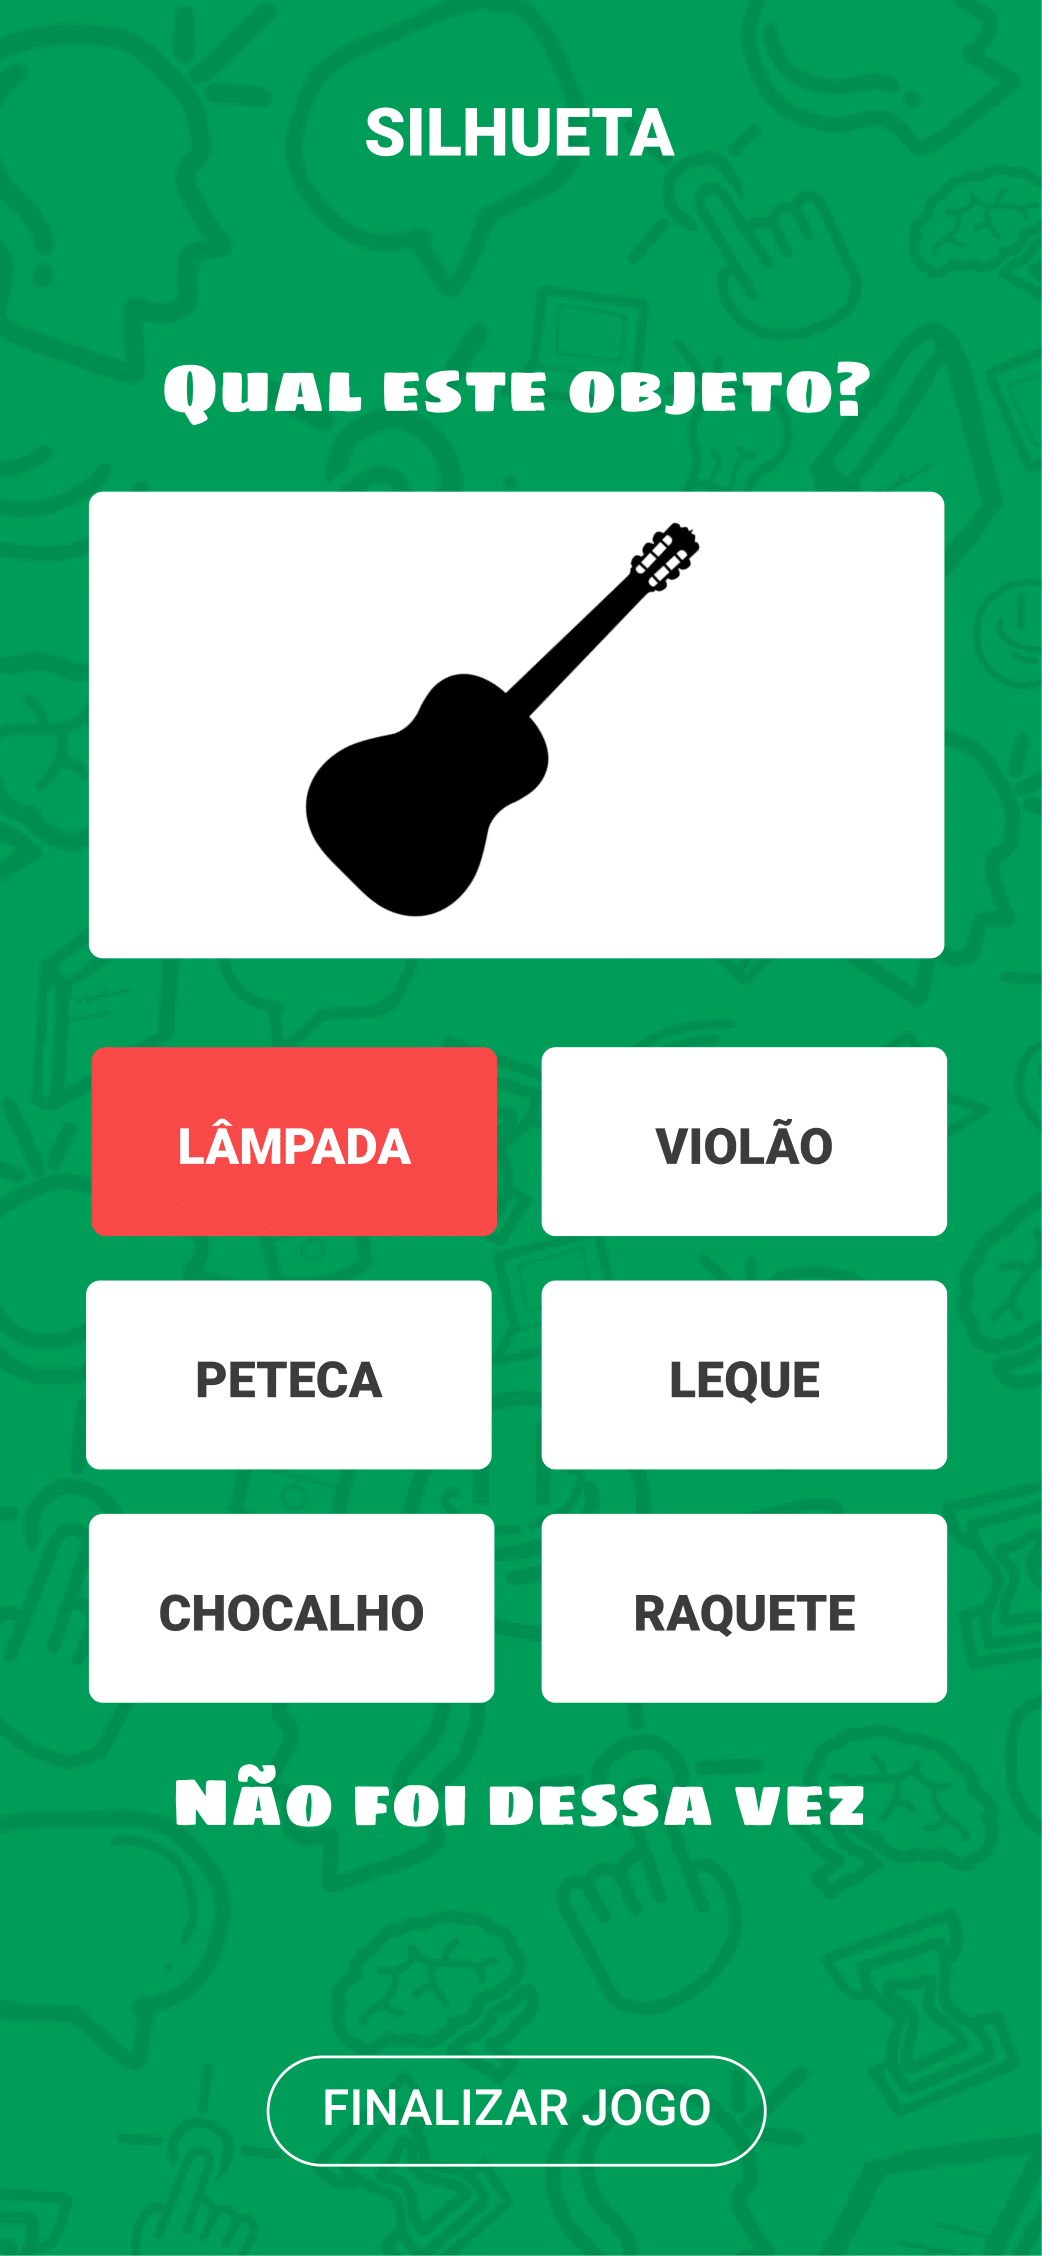 SILHUETA
Qual este objeto?
LÂMPADA
VIOLÃO
PETECA
LEQUE
CHOCALHO
RAQUETE
Não foi dessa vez
FINALIZAR JOGO